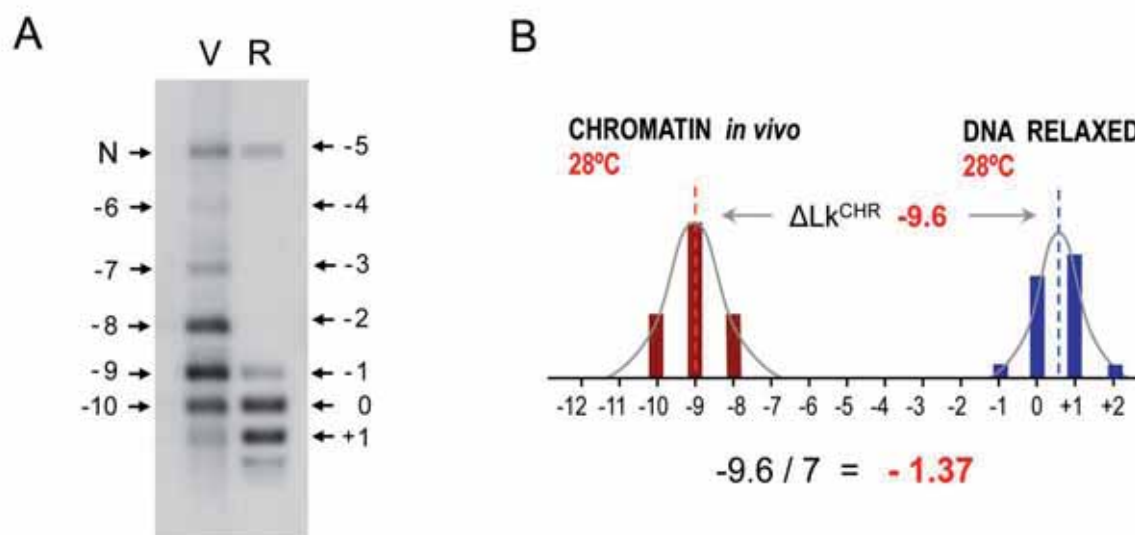 A
V R
N
-6
-7
-8
-9
-10
-5
-4
-3
-2
-1
0
+1
B
CHROMATIN in vivo
28ºC
DNA RELAXED
28ºC
ΔLkCHR -9.6
-12 -11 -10 -9 -8 -7 -6 -5 -4 -3 -2 -1 0 +1 +2
-9.6 / 7 = - 1.37